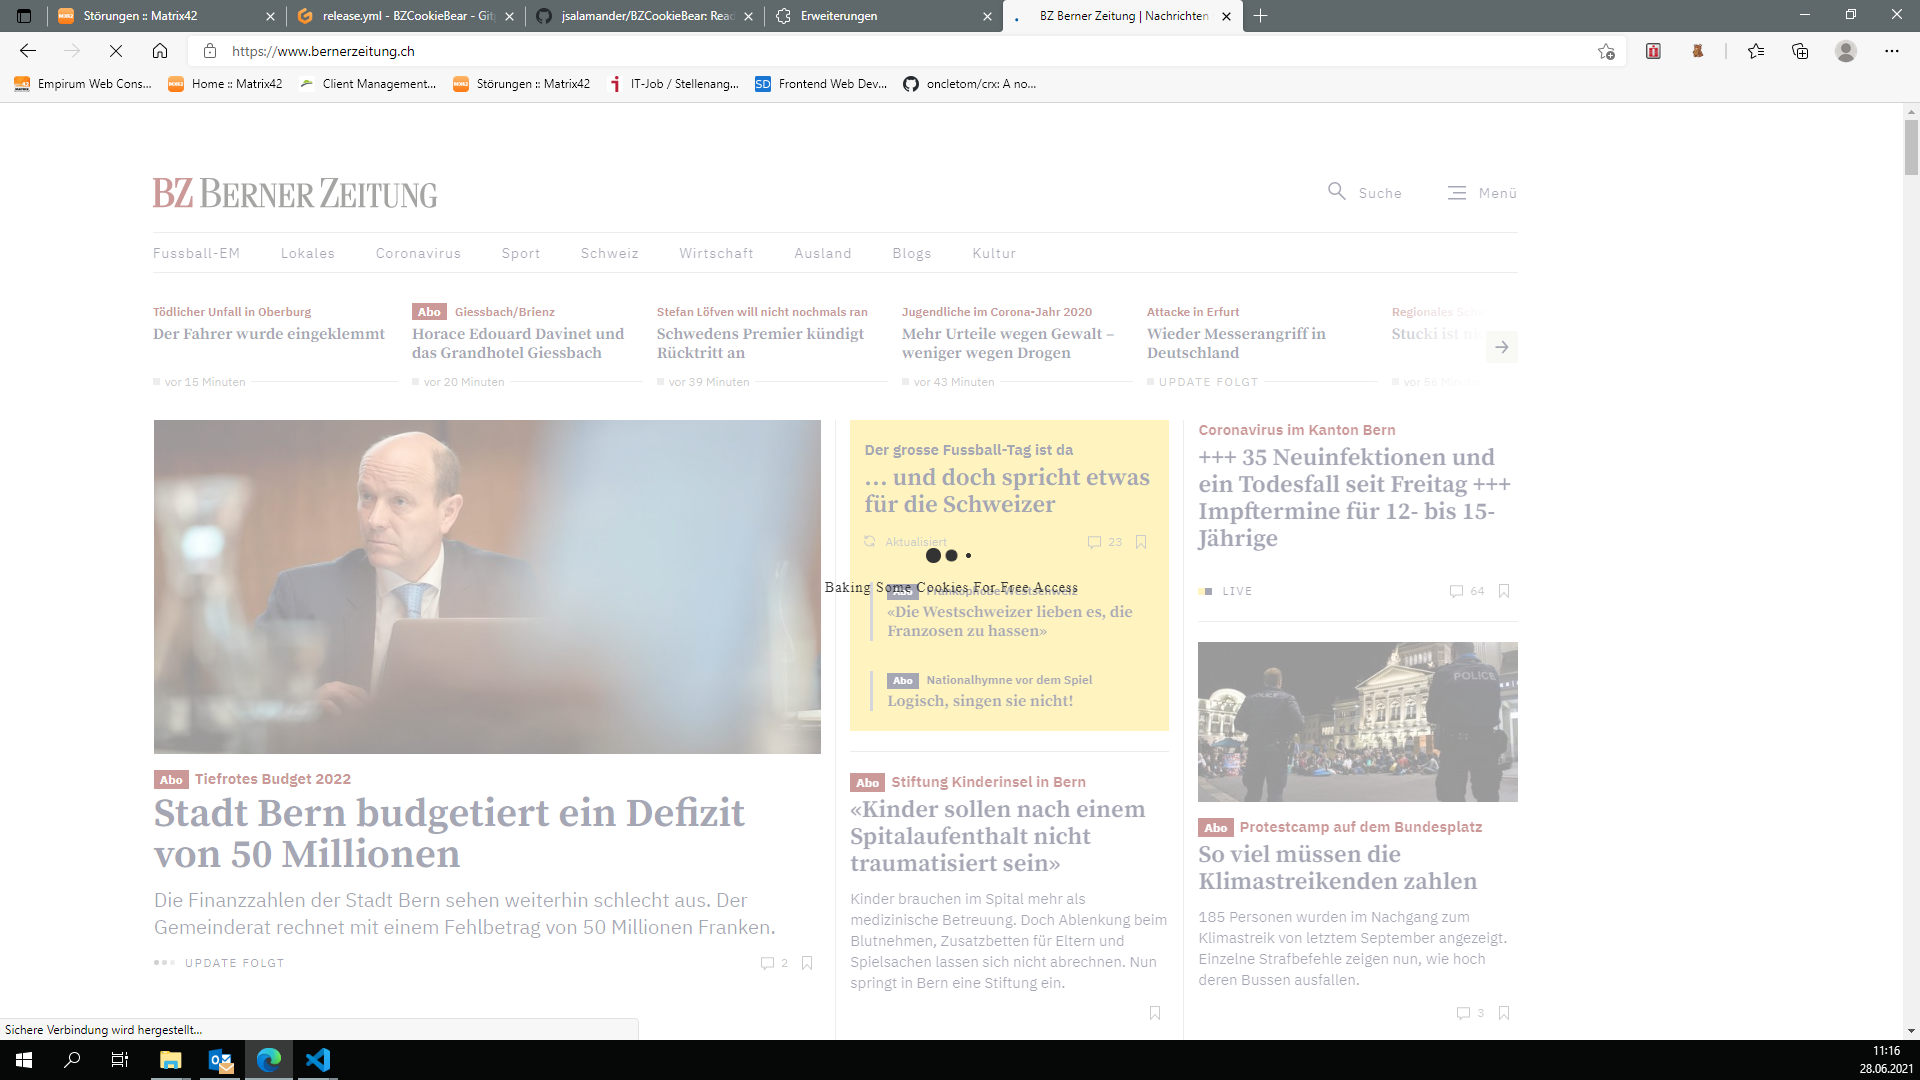 Störungen :: Matrix42
release.yml - BZCookieBear - Git
jsalamander/BZCookieBear: Read
Erweiterungen
BZ Berner Zeitung | Nachrichten
https://www.bernerzeitung.ch
Empirum Web Cons...
Home :: Matrix42
Client Management...
Störungen :: Matrix42
IT-Job / Stellenang...
SD Frontend Web Dev...
oncletom/crx: A no...
BZ BERNER ZEITUNG
Suche
Menü
Fussball-EM Lokales Coronavirus Sport Schweiz Wirtschaft Ausland Blogs Kultur
Tödlicher Unfall in Oberburg
Der Fahrer wurde eingeklemmt
vor 15 Minuten
Abo Giessbach/Brienz
Horace Edouard Davinet und
das Grandhotel Giessbach
vor 20 Minuten
Stefan Löfven will nicht nochmals ran
Schwedens Premier kündigt
Rücktritt an
vor 39 Minuten
Jugendliche im Corona-Jahr 2020
Mehr Urteile wegen Gewalt –
weniger wegen Drogen
vor 43 Minuten
Attacke in Erfurt
Wieder Messerangriff in
Deutschland
UPDATE FOLGT
Regionales
Stucki ist
vor 56
Abo Tiefrotes Budget 2022
Stadt Bern budgetiert ein Defizit
von 50 Millionen
Die Finanzzahlen der Stadt Bern sehen weiterhin schlecht aus. Der
Gemeinderat rechnet mit einem Fehlbetrag von 50 Millionen Franken.
UPDATE FOLGT
2
Der grosse Fussball-Tag ist da
... und doch spricht etwas
für die Schweizer
Aktualisiert
23
Baking Some Cookies For Free Access
Abo
«Die Westschweizer lieben es, die
Franzosen zu hassen»
Abo Nationalhymne vor dem Spiel
Logisch, singen sie nicht!
Abo Stiftung Kinderinsel in Bern
«Kinder sollen nach einem
Spitalaufenthalt nicht
traumatisiert sein»
Kinder brauchen im Spital mehr als
medizinische Betreuung. Doch Ablenkung beim
Blutnehmen, Zusatzbetten für Eltern und
Spielsachen lassen sich nicht abrechnen. Nun
springt in Bern eine Stiftung ein.
Coronavirus im Kanton Bern
+++ 35 Neuinfektionen und
ein Todesfall seit Freitag +++
Impftermine für 12- bis 15-
Jährige
LIVE
64
POLICE
Abo Protestcamp auf dem Bundesplatz
So viel müssen die
Klimastreikenden zahlen
185 Personen wurden im Nachgang zum
Klimastreik von letztem September angezeigt.
Einzelne Strafbefehle zeigen nun, wie hoch
deren Bussen ausfallen.
3
Sichere Verbindung wird hergestellt...
11:16
28.06.2021